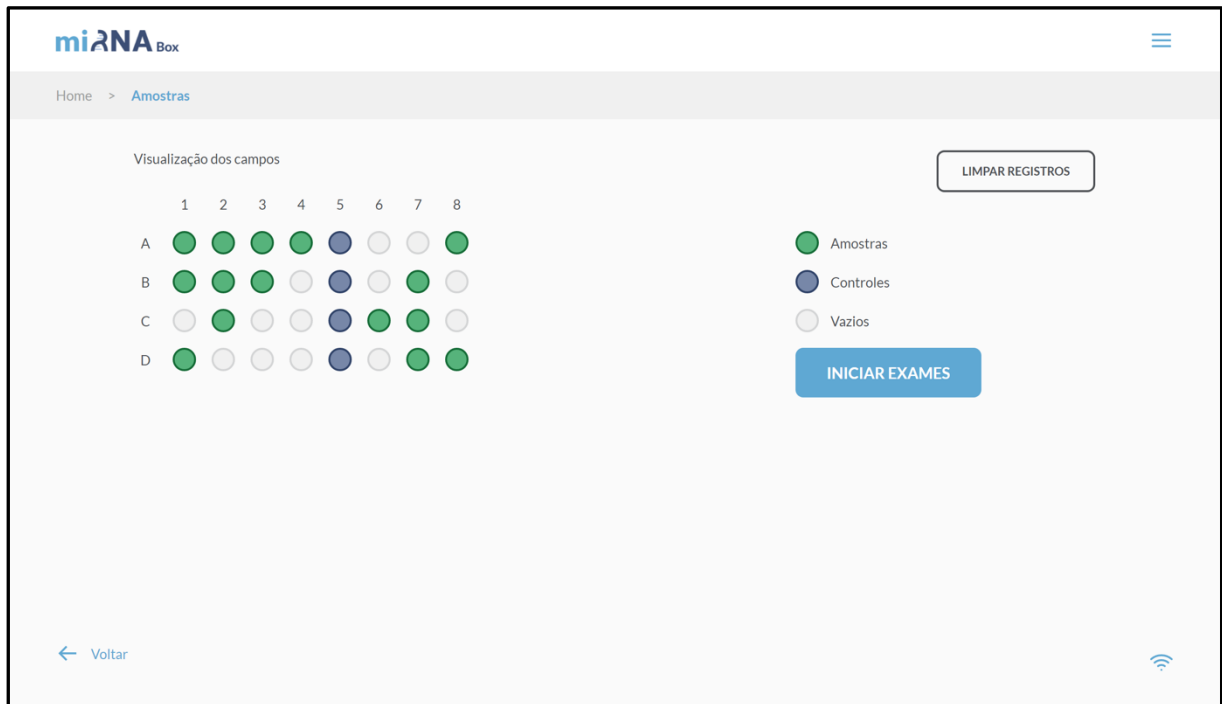 miRNA Box
Home > Amostras
Visualização dos campos
LIMPAR REGISTROS
1 2 3 4 5 6 7 8
A
Amostras
B
Controles
C
Vazios
D
INICIAR EXAMES
Voltar